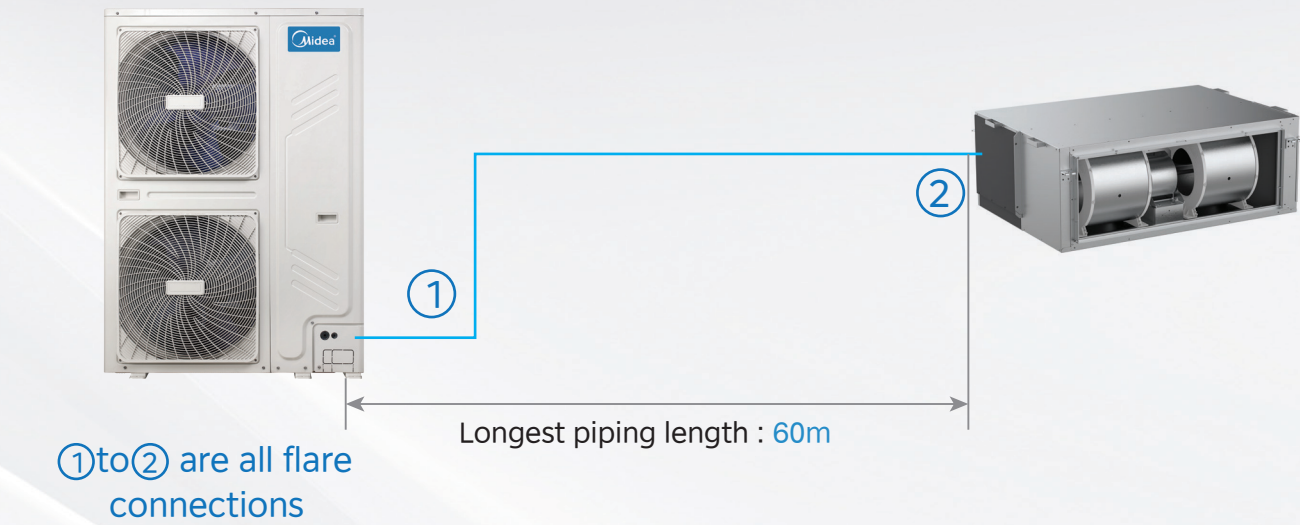 Midea
②
①
Longest piping length : 60m
①to② are all flare
connections